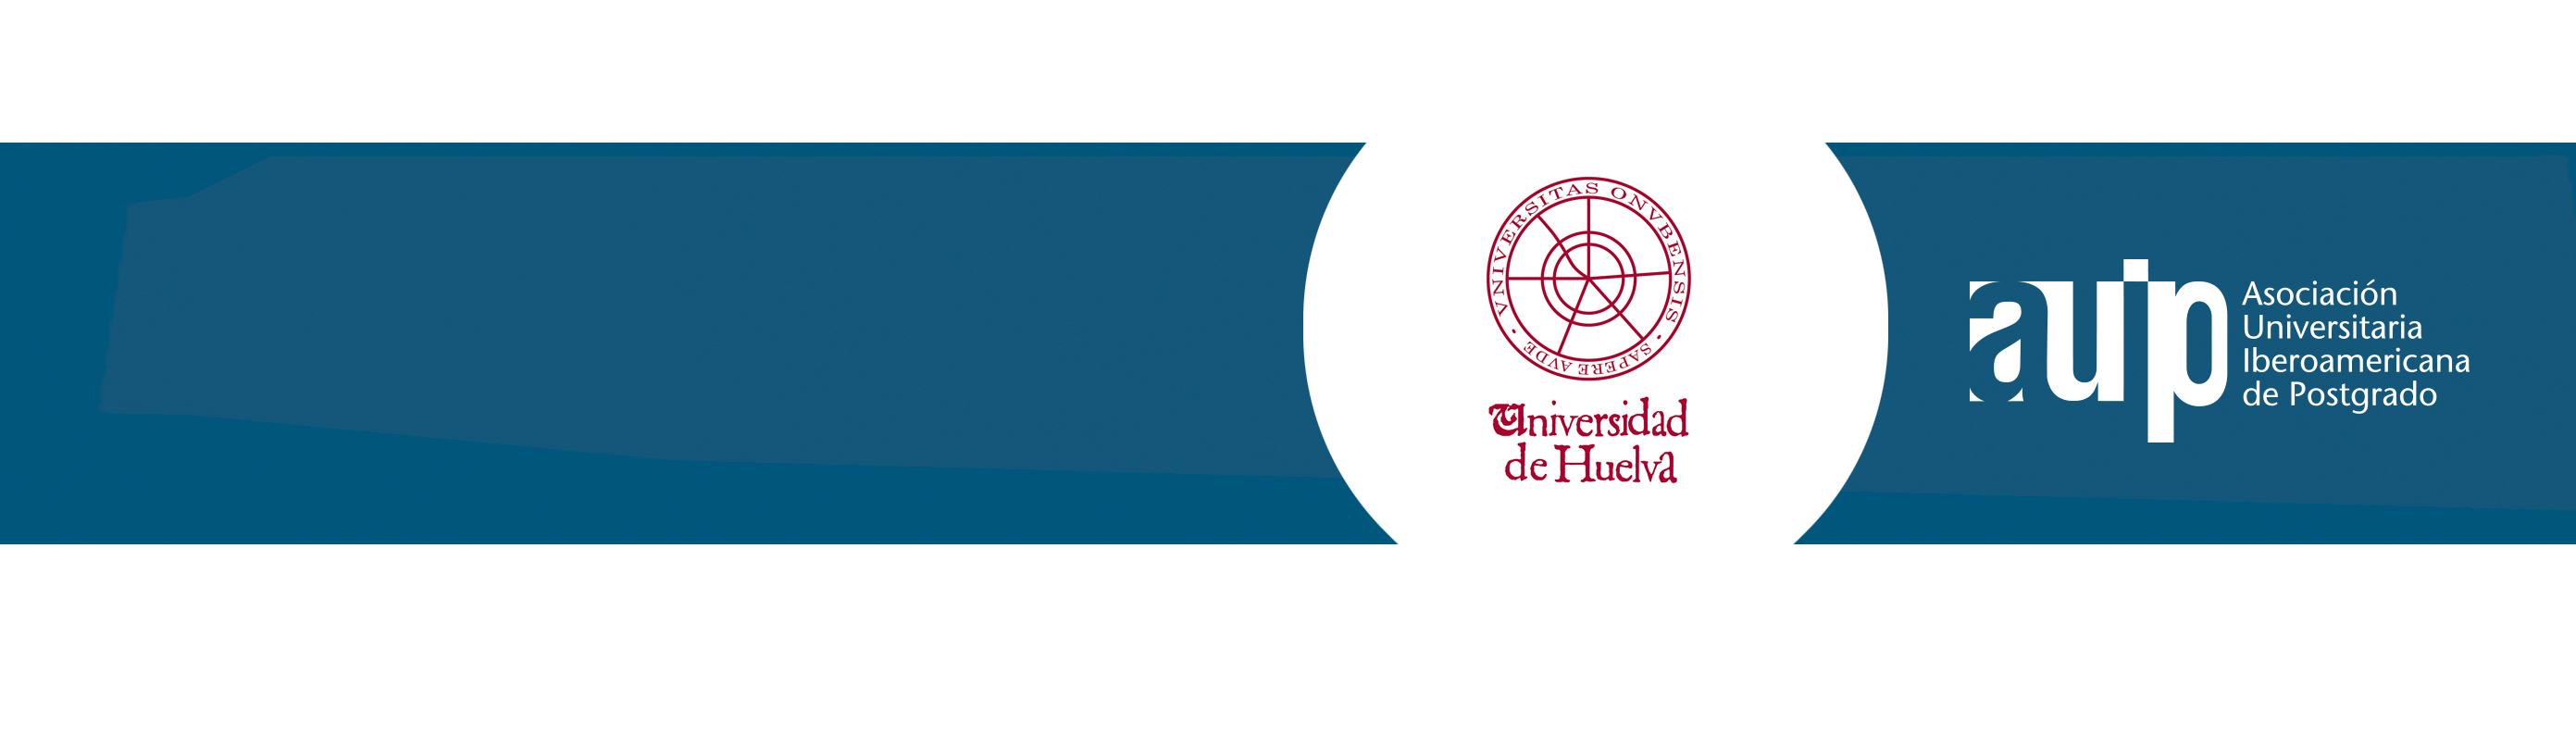 VNIVERSITAS ONVBENSIS · SAPERE AVDE ·
Universidad
de Huelva
auip
Asociación
Universitaria
Iberoamericana
de Postgrado